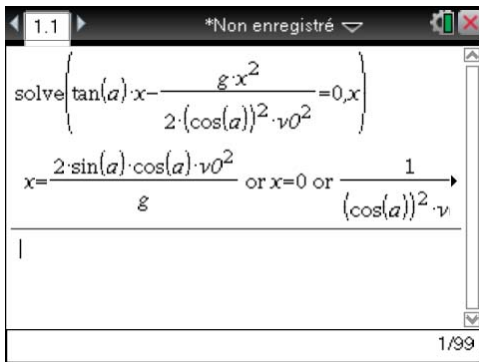 1.1 *Non enregistré
solve(tan(a)·x-g·x²/(2·(cos(a))²·v0²)=0,x)
x=2·sin(a)·cos(a)·v0²/g or x=0 or 1/((cos(a))²·v
1/99